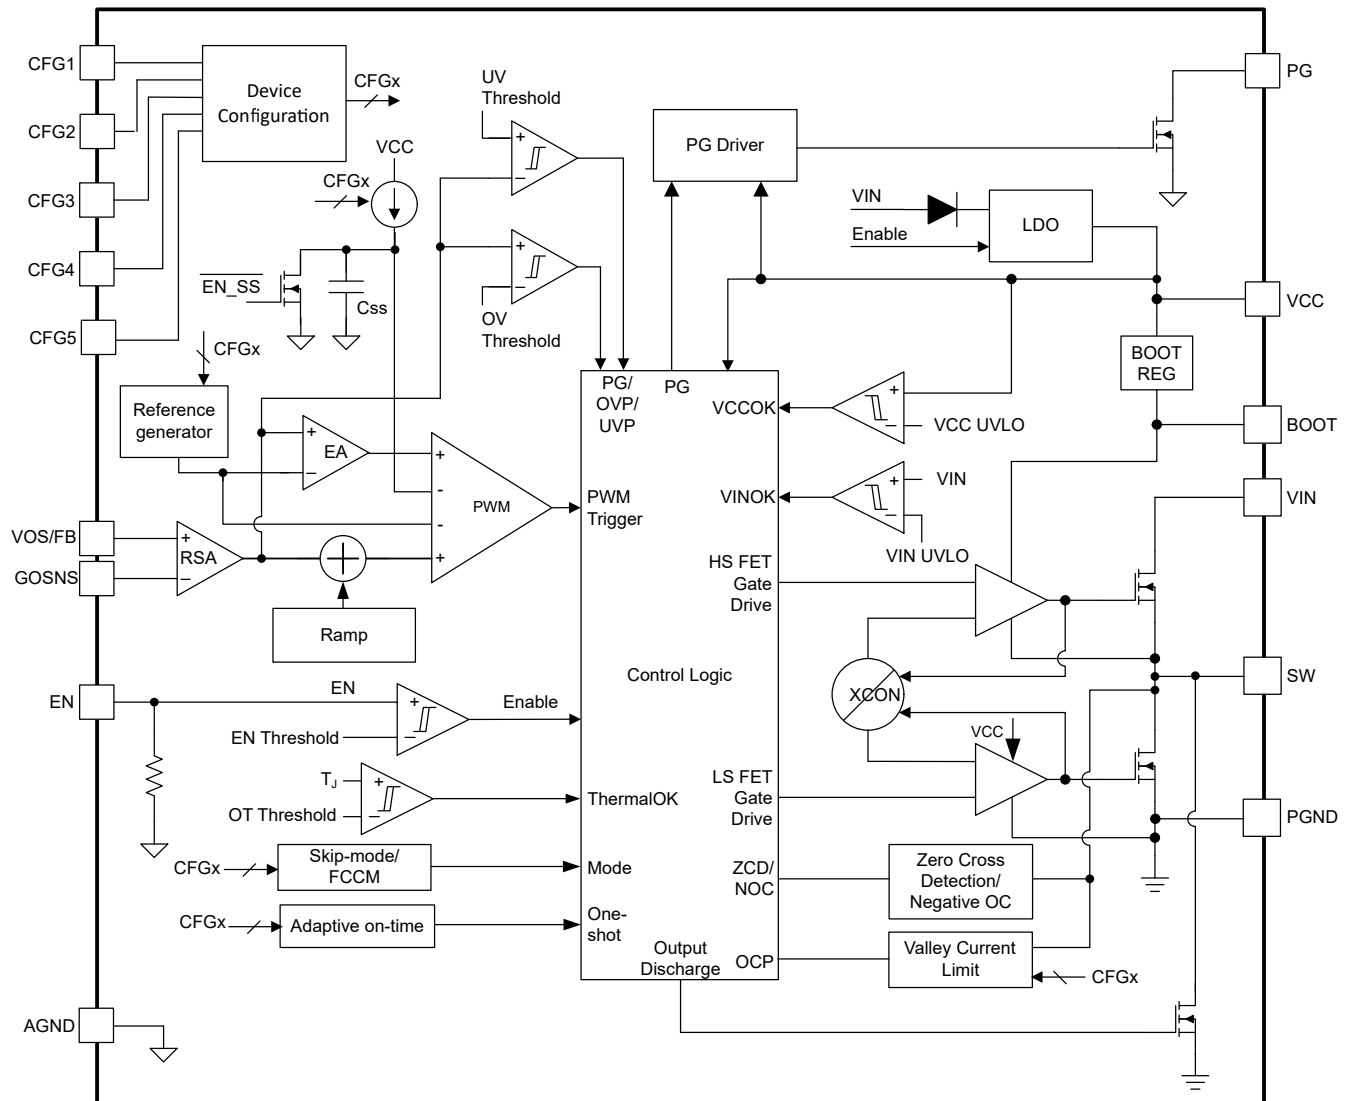 CFG1
CFG2
CFG3
CFG4
CFG5
Device
Configuration
CFGx
VCC
CFGx
EN_SS
Css
UV
Threshold
OV
Threshold
PG Driver
PG
VIN
Enable
LDO
VCC
BOOT
REG
BOOT
VIN
CFGx
Reference
generator
EA
PWM
VOS/FB
GOSNS
RSA
Ramp
PG/
OVP/
UVP
PG
VCCOK
VCC UVLO
VINOK
VIN
VIN UVLO
PWM
Trigger
HS FET
Gate
Drive
Control Logic
XCON
VCC
SW
LS FET
Gate
Drive
PGND
EN
EN
EN Threshold
Enable
TJ
OT Threshold
ThermalOK
CFGx
Skip-mode/
FCCM
Mode
CFGx
Adaptive on-time
One-
shot
ZCD/
NOC
Zero Cross
Detection/
Negative OC
OCP
Valley Current
Limit
CFGx
Output
Discharge
AGND